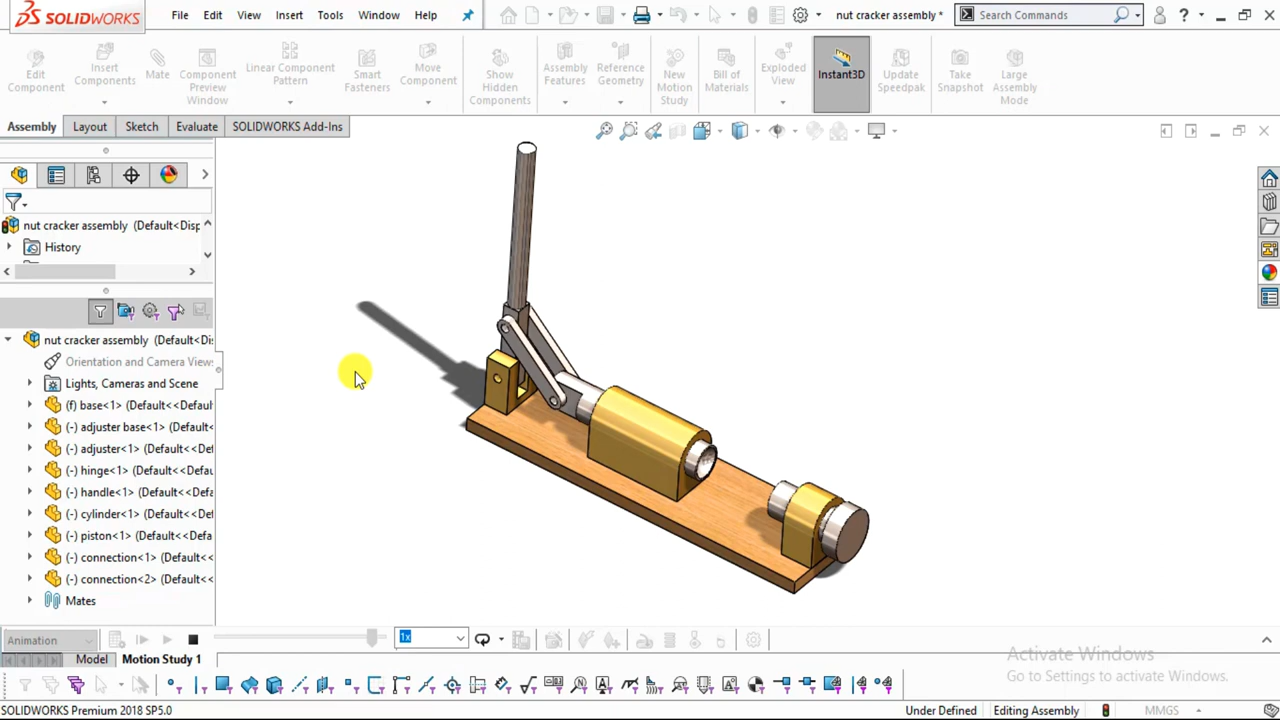 SOLIDWORKS File Edit View Insert Tools Window Help nut cracker assembly * Search Commands ?
Edit Component
Insert Components
Mate
Component Preview Window
Linear Component Pattern
Smart Fasteners
Move Component
Show Hidden Components
Assembly Features
Reference Geometry
New Motion Study
Bill of Materials
Exploded View
Instant3D
Update Speedpak
Take Snapshot
Large Assembly Mode
Assembly Layout Sketch Evaluate SOLIDWORKS Add-Ins
nut cracker assembly (Default<Disp
History
nut cracker assembly (Default<Di
Orientation and Camera Views
Lights, Cameras and Scene
(f) base<1> (Default<<Defaul
(-) adjuster base<1> (Default<
(-) adjuster<1> (Default<<Def
(-) hinge<1> (Default<<Defa
(-) handle<1> (Default<<Defa
(-) cylinder<1> (Default<<Def
(-) piston<1> (Default<<Defa
(-) connection<1> (Default<<
(-) connection<2> (Default<<
Mates
Animation 1x
Activate Windows
Model Motion Study 1
Go to Settings to activate Windows.
SOLIDWORKS Premium 2018 SP5.0 Under Defined Editing Assembly MMGS